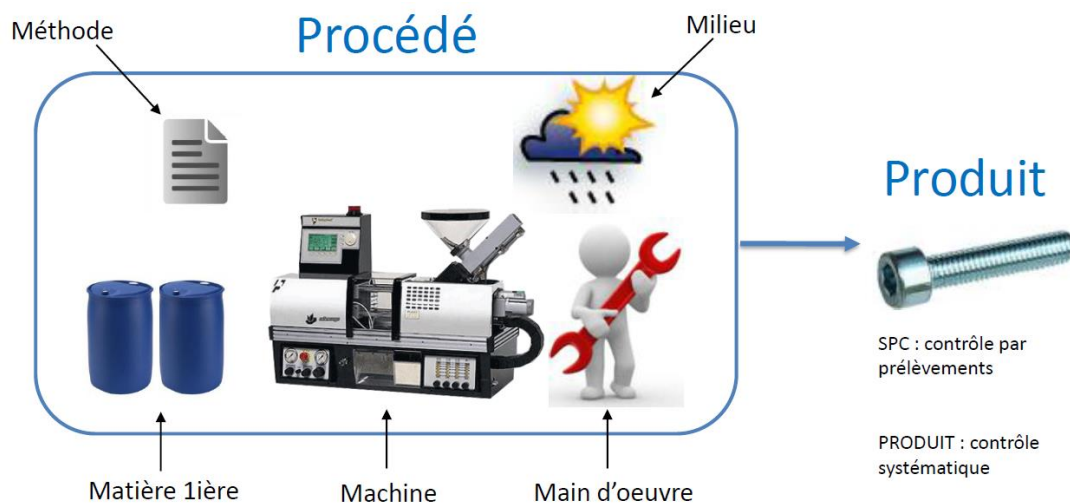 Méthode
Procédé
Milieu
Produit
SPC : contrôle par
prélèvements
PRODUIT : contrôle
systématique
Matière 1ière
Machine
Main d'oeuvre